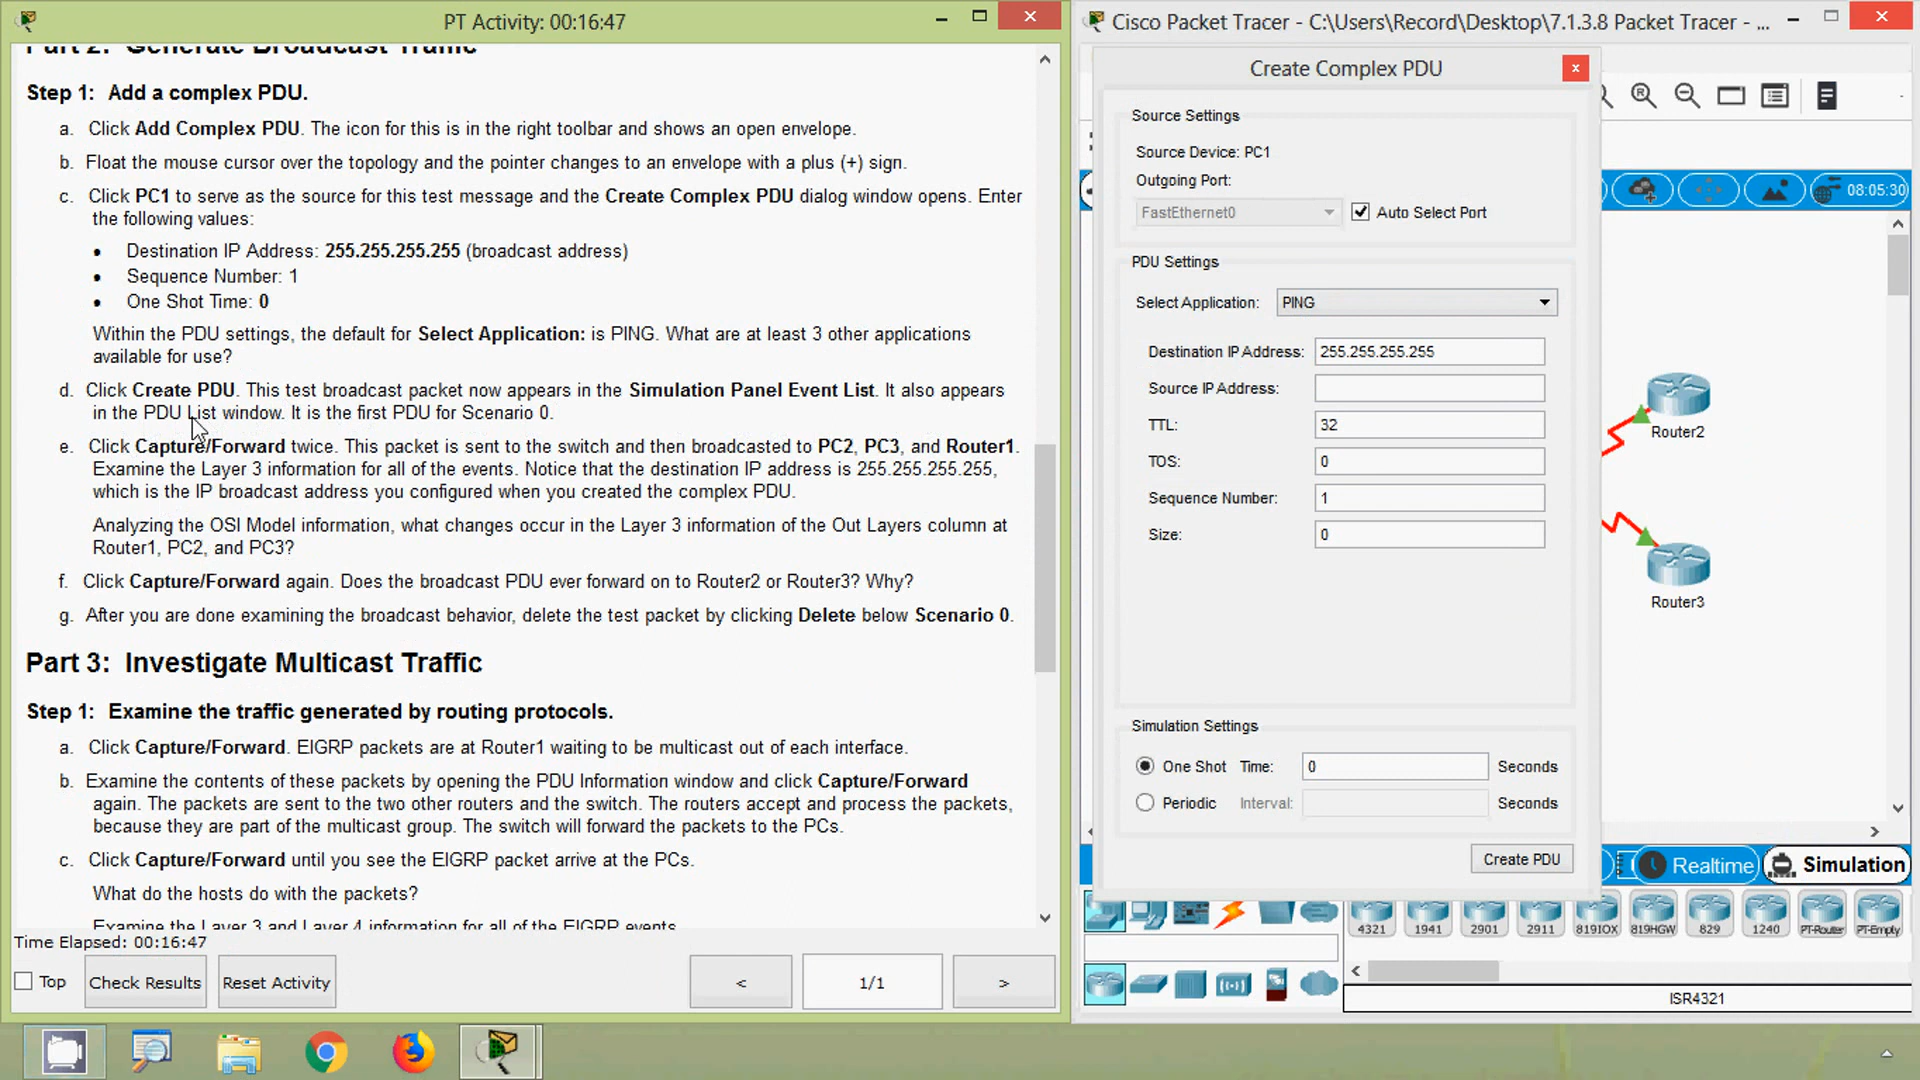 PT Activity: 00:16:47
Part 2: Generate Broadcast Traffic
Step 1: Add a complex PDU.
a. Click Add Complex PDU. The icon for this is in the right toolbar and shows an open envelope.
b. Float the mouse cursor over the topology and the pointer changes to an envelope with a plus (+) sign.
c. Click PC1 to serve as the source for this test message and the Create Complex PDU dialog window opens. Enter
the following values:
• Destination IP Address: 255.255.255.255 (broadcast address)
• Sequence Number: 1
• One Shot Time: 0
Within the PDU settings, the default for Select Application: is PING. What are at least 3 other applications
available for use?
d. Click Create PDU. This test broadcast packet now appears in the Simulation Panel Event List. It also appears
in the PDU List window. It is the first PDU for Scenario 0.
e. Click Capture/Forward twice. This packet is sent to the switch and then broadcasted to PC2, PC3, and Router1.
Examine the Layer 3 information for all of the events. Notice that the destination IP address is 255.255.255.255,
which is the IP broadcast address you configured when you created the complex PDU.
Analyzing the OSI Model information, what changes occur in the Layer 3 information of the Out Layers column at
Router1, PC2, and PC3?
f. Click Capture/Forward again. Does the broadcast PDU ever forward on to Router2 or Router3? Why?
g. After you are done examining the broadcast behavior, delete the test packet by clicking Delete below Scenario 0.
Part 3: Investigate Multicast Traffic
Step 1: Examine the traffic generated by routing protocols.
a. Click Capture/Forward. EIGRP packets are at Router1 waiting to be multicast out of each interface.
b. Examine the contents of these packets by opening the PDU Information window and click Capture/Forward
again. The packets are sent to the two other routers and the switch. The routers accept and process the packets,
because they are part of the multicast group. The switch will forward the packets to the PCs.
c. Click Capture/Forward until you see the EIGRP packet arrive at the PCs.
What do the hosts do with the packets?
Examine the Layer 3 and Layer 4 information for all of the EIGRP events.
Time Elapsed: 00:16:47
Top
Check Results
Reset Activity
<
1/1
>
Cisco Packet Tracer - C:\Users\Record\Desktop\7.1.3.8 Packet Tracer - ...
Create Complex PDU
Source Settings
Source Device: PC1
Outgoing Port:
FastEthernet0
Auto Select Port
PDU Settings
Select Application: PING
Destination IP Address: 255.255.255.255
Source IP Address:
TTL: 32
TOS: 0
Sequence Number: 1
Size: 0
Simulation Settings
One Shot Time: 0 Seconds
Periodic Interval: Seconds
Create PDU
08:05:30
Router2
Router3
Realtime
Simulation
4321 1941 2901 2911 819IOX 819HGW 829 1240 PT-Router PT-Empty
ISR4321